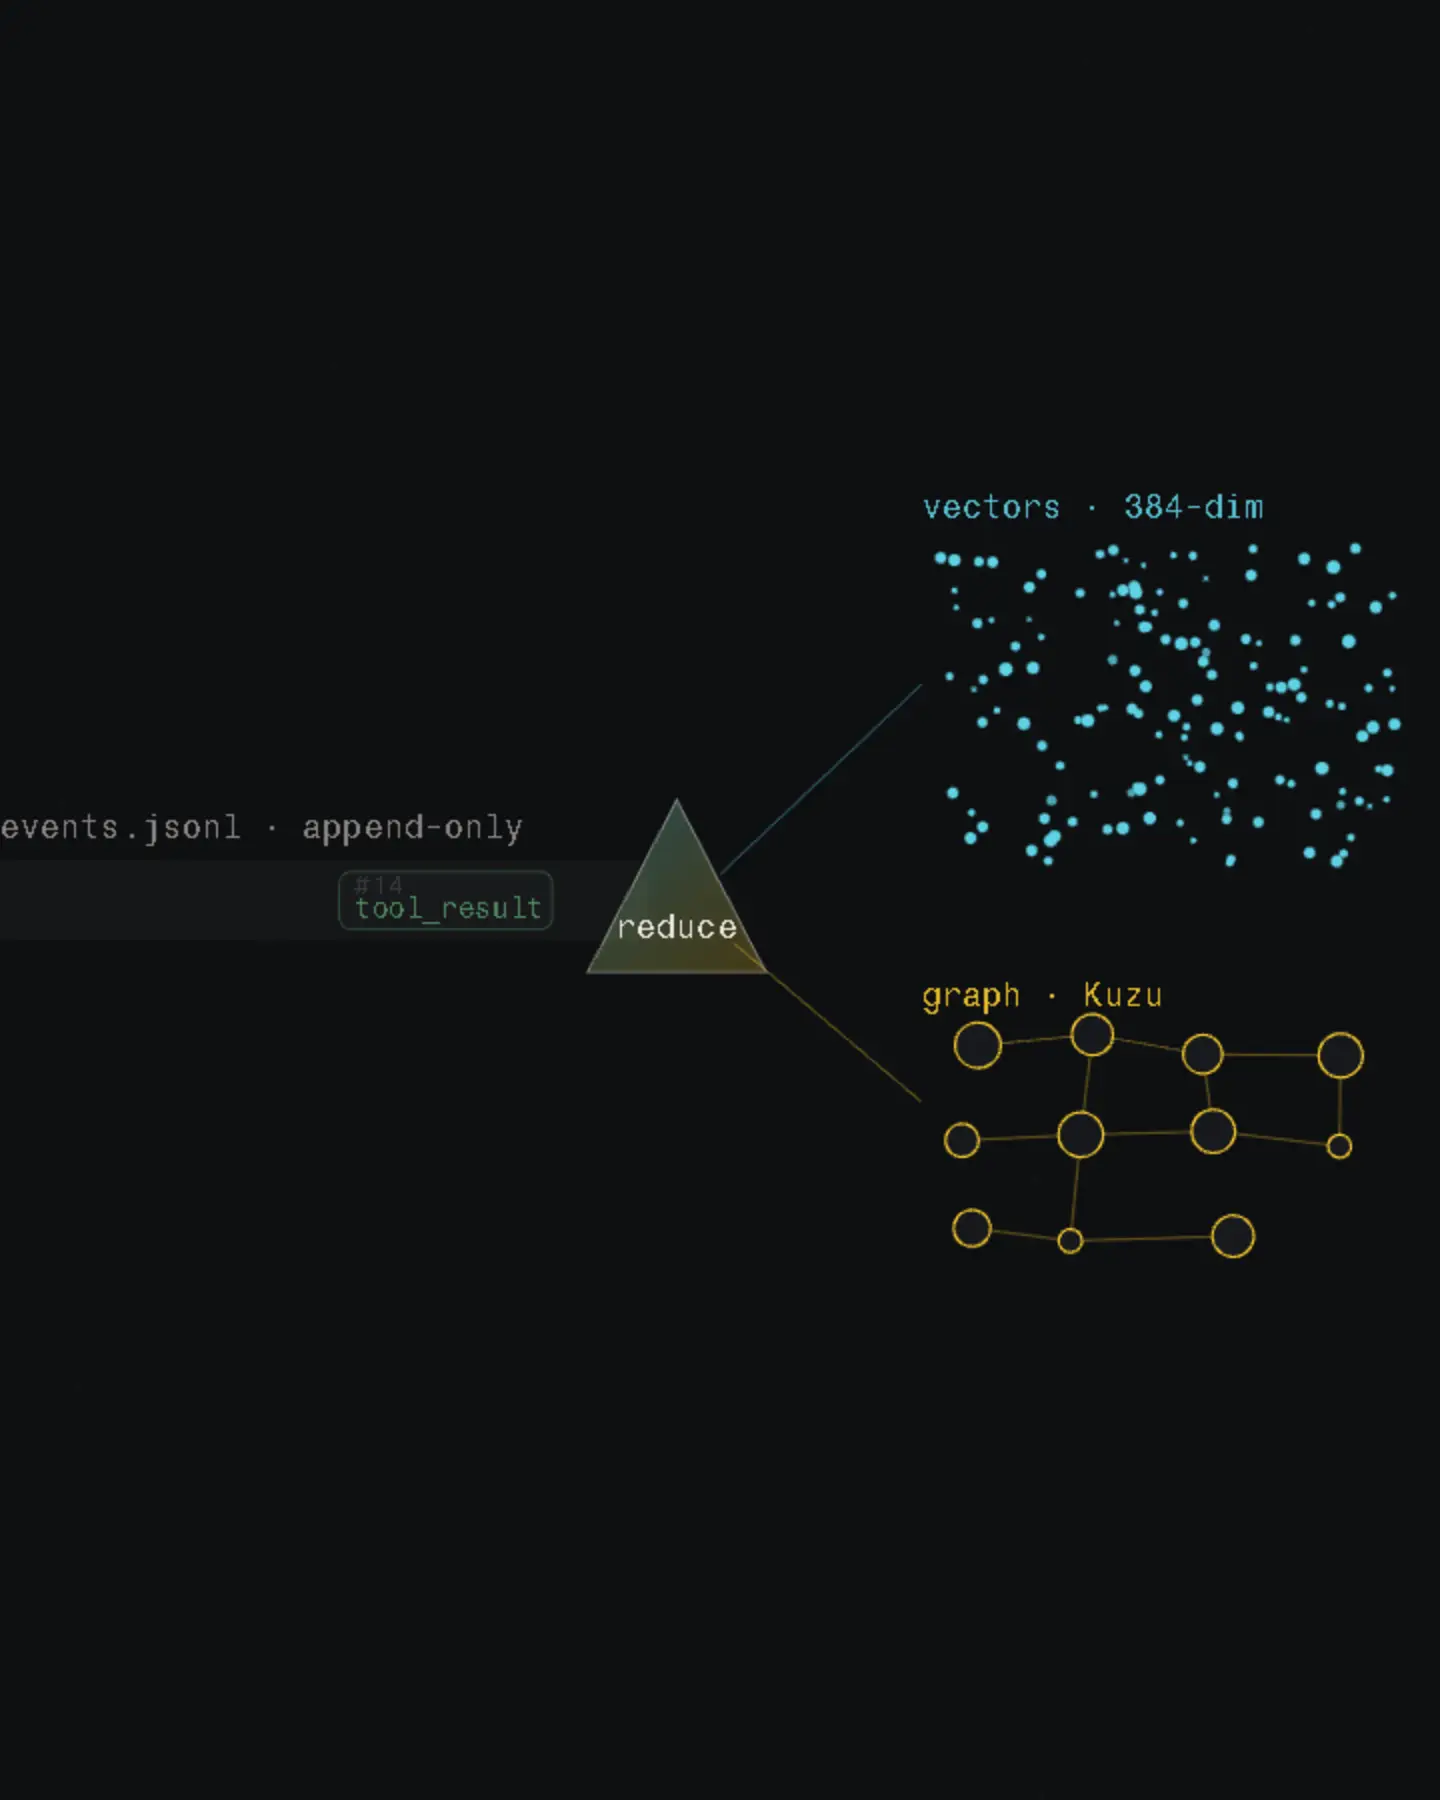 events.jsonl · append-only
#14
tool_result
reduce
vectors · 384-dim
graph · Kuzu